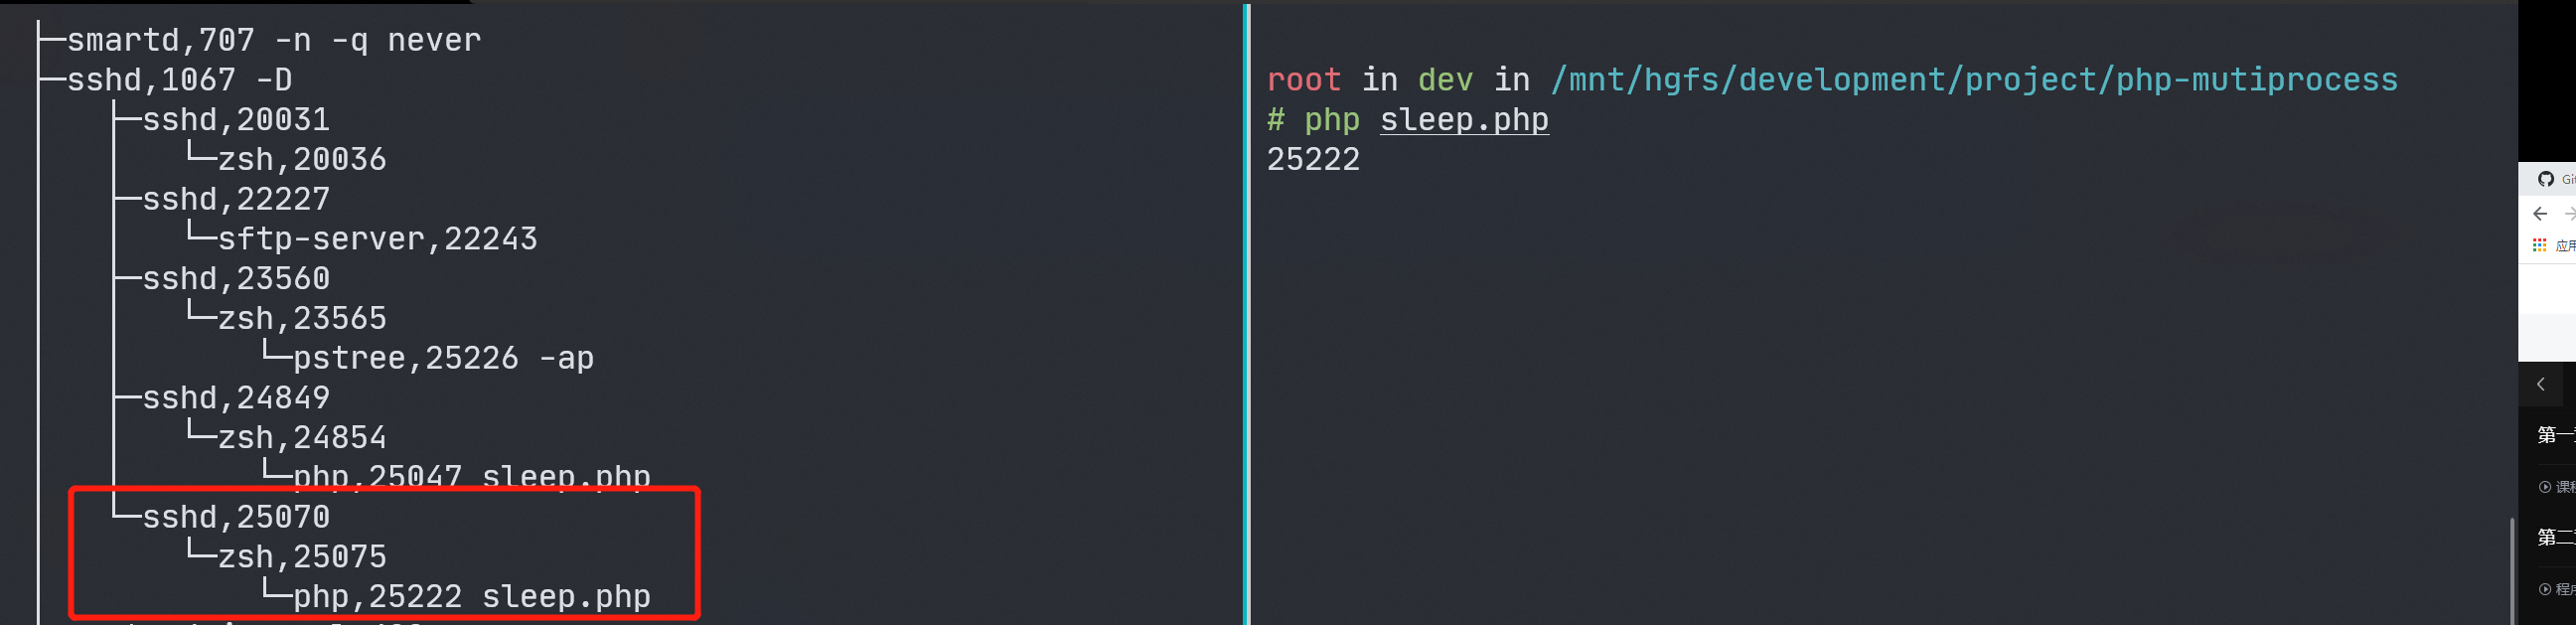 smartd,707 -n -q never
sshd,1067 -D
sshd,20031
zsh,20036
sshd,22227
sftp-server,22243
sshd,23560
zsh,23565
pstree,25226 -ap
sshd,24849
zsh,24854
php,25047 sleep.php
sshd,25070
zsh,25075
php,25222 sleep.php
root in dev in /mnt/hgfs/development/project/php-mutiprocess
# php sleep.php
25222
应用
第一
课程
第二
程序